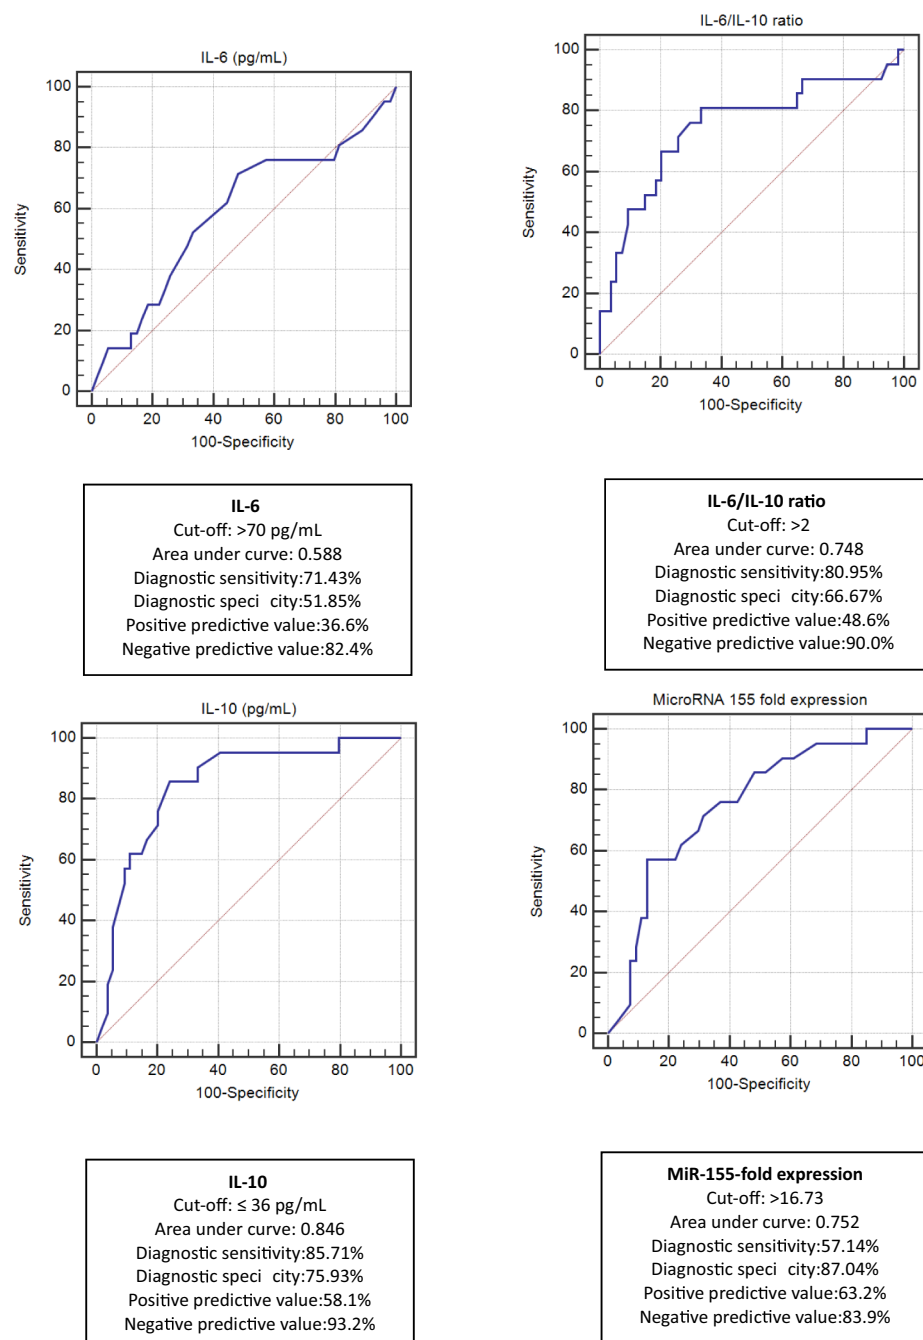 IL-6 (pg/mL)
100
80
60
40
20
0
Sensitivity
0 20 40 60 80 100
100-Specificity
IL-6/IL-10 ratio
100
80
60
40
20
0
Sensitivity
0 20 40 60 80 100
100-Specificity
IL-6
Cut-off: >70 pg/mL
Area under curve: 0.588
Diagnostic sensitivity:71.43%
Diagnostic speci city:51.85%
Positive predictive value:36.6%
Negative predictive value:82.4%
IL-6/IL-10 ratio
Cut-off: >2
Area under curve: 0.748
Diagnostic sensitivity:80.95%
Diagnostic speci city:66.67%
Positive predictive value:48.6%
Negative predictive value:90.0%
IL-10 (pg/mL)
100
80
60
40
20
0
Sensitivity
0 20 40 60 80 100
100-Specificity
MicroRNA 155 fold expression
100
80
60
40
20
0
Sensitivity
0 20 40 60 80 100
100-Specificity
IL-10
Cut-off: ≤ 36 pg/mL
Area under curve: 0.846
Diagnostic sensitivity:85.71%
Diagnostic speci city:75.93%
Positive predictive value:58.1%
Negative predictive value:93.2%
MiR-155-fold expression
Cut-off: >16.73
Area under curve: 0.752
Diagnostic sensitivity:57.14%
Diagnostic speci city:87.04%
Positive predictive value:63.2%
Negative predictive value:83.9%